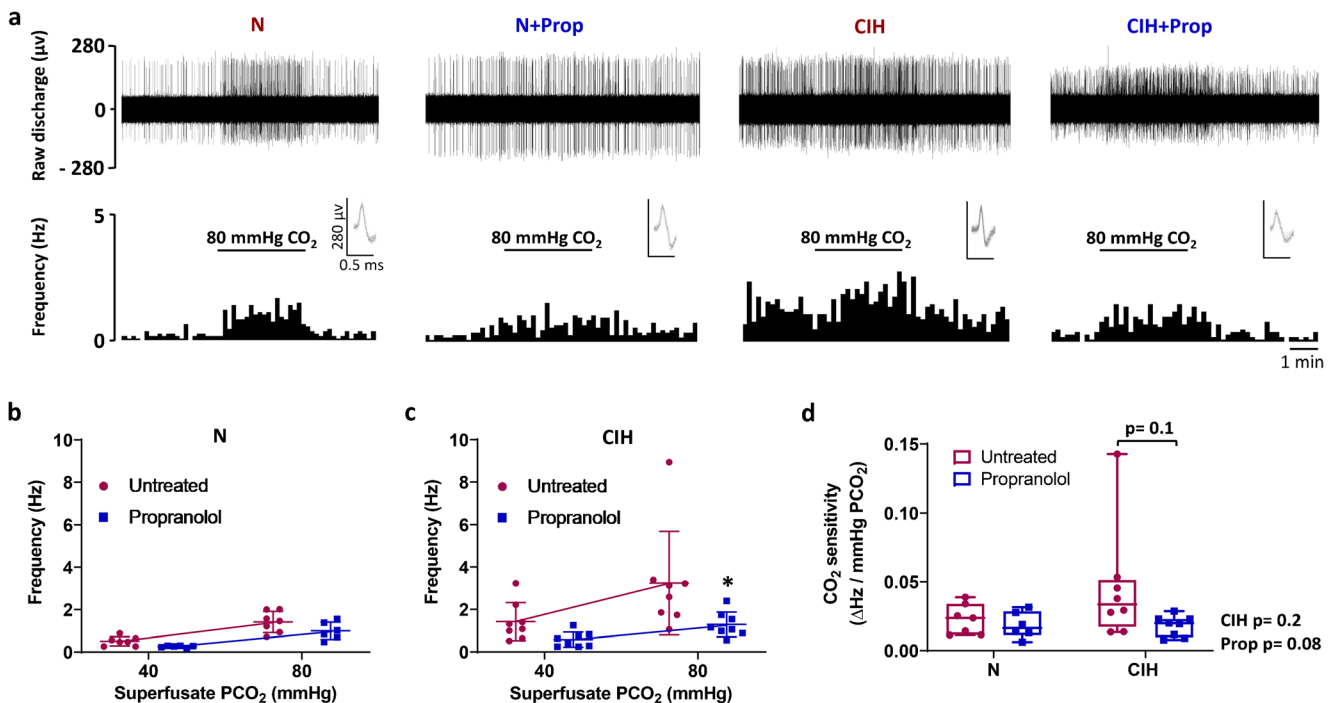 a
N
N+Prop
CIH
CIH+Prop
Raw discharge (µv)
280
0
- 280
Frequency (Hz)
5
0
80 mmHg CO₂
280 µv
0.5 ms
80 mmHg CO₂
80 mmHg CO₂
80 mmHg CO₂
1 min
b
N
Frequency (Hz)
10
8
6
4
2
0
Untreated
Propranolol
40
80
Superfusate PCO₂ (mmHg)
c
CIH
Frequency (Hz)
10
8
6
4
2
0
Untreated
Propranolol
*
40
80
Superfusate PCO₂ (mmHg)
d
CO₂ sensitivity
(ΔHz / mmHg PCO₂)
0.15
0.10
0.05
0.00
Untreated
Propranolol
p= 0.1
N
CIH
CIH p= 0.2
Prop p= 0.08